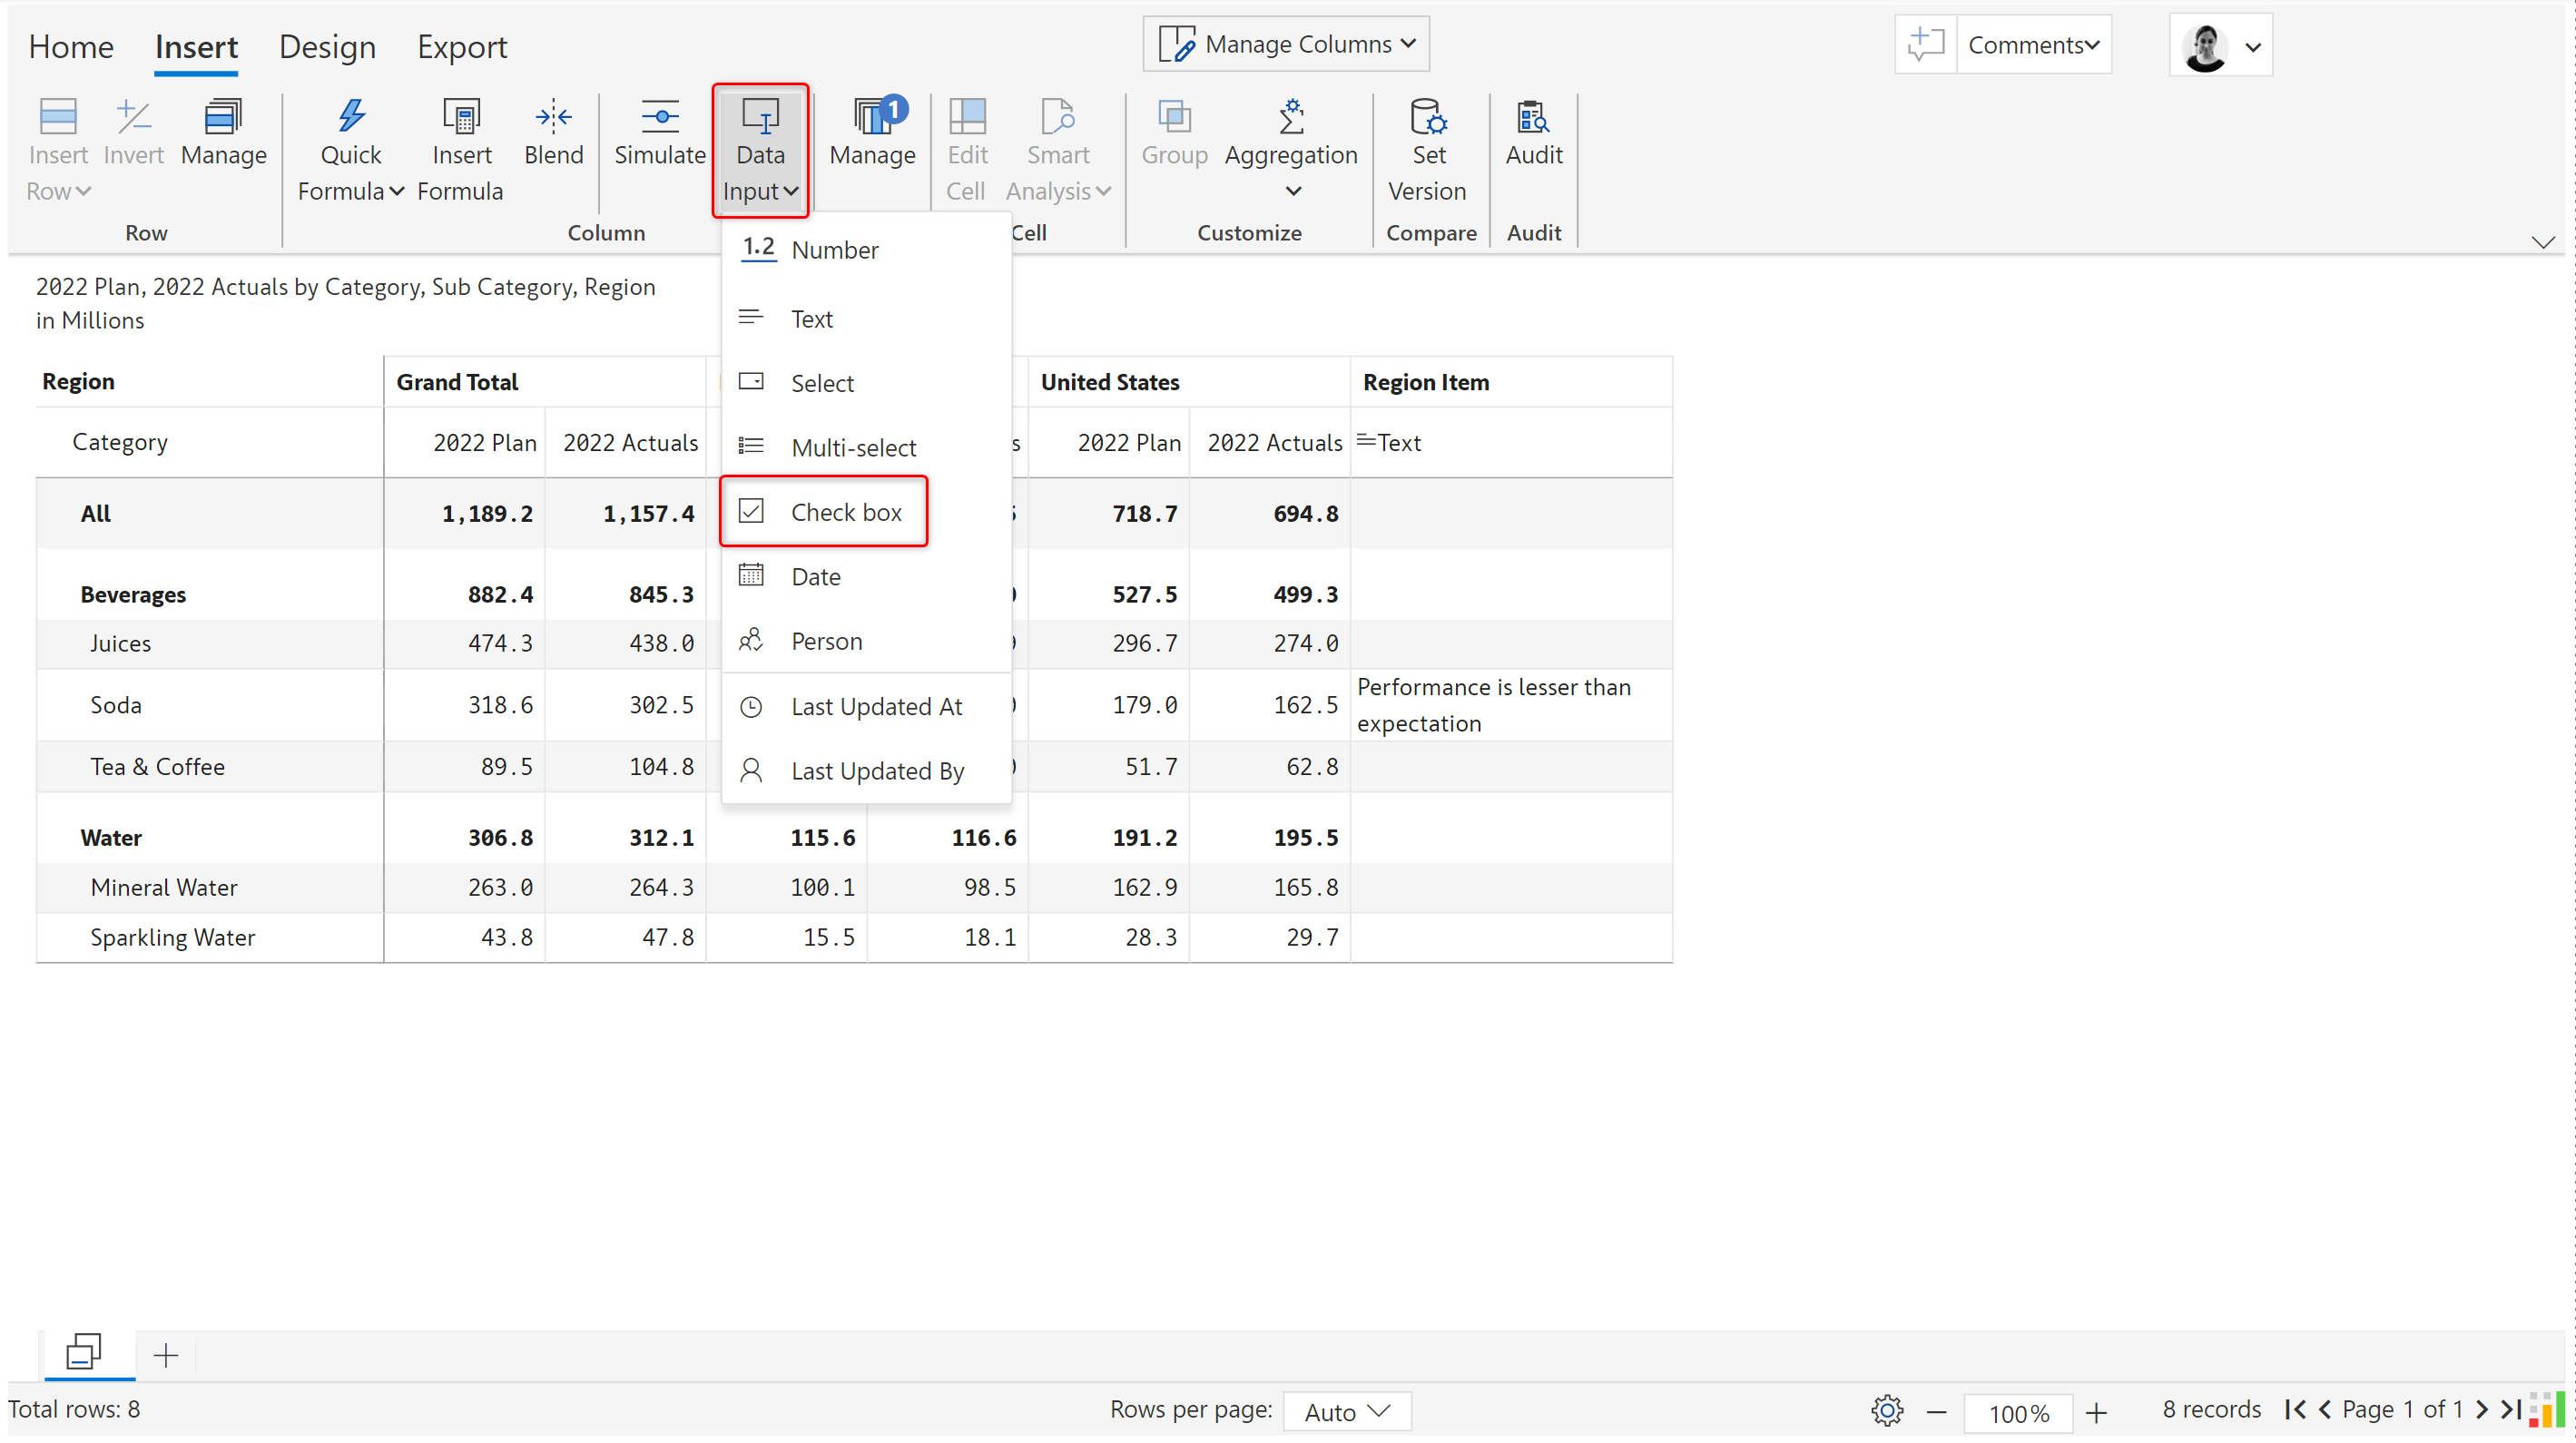 Home Insert Design Export Manage Columns Comments
Insert Row Invert Manage Quick Formula Insert Formula Blend Simulate Data Input Manage 1 Edit Cell Smart Analysis Group Aggregation Set Version Audit
Row Column Cell Customize Compare Audit
1.2 Number
Text
Select
Multi-select
Check box
Date
Person
Last Updated At
Last Updated By
2022 Plan, 2022 Actuals by Category, Sub Category, Region
in Millions
Region Grand Total United States Region Item
Category 2022 Plan 2022 Actuals s 2022 Plan 2022 Actuals Text
All 1,189.2 1,157.4 718.7 694.8
Beverages 882.4 845.3 527.5 499.3
Juices 474.3 438.0 296.7 274.0
Soda 318.6 302.5 179.0 162.5 Performance is lesser than
expectation
Tea & Coffee 89.5 104.8 51.7 62.8
Water 306.8 312.1 115.6 116.6 191.2 195.5
Mineral Water 263.0 264.3 100.1 98.5 162.9 165.8
Sparkling Water 43.8 47.8 15.5 18.1 28.3 29.7
Total rows: 8 Rows per page: Auto 100% 8 records Page 1 of 1